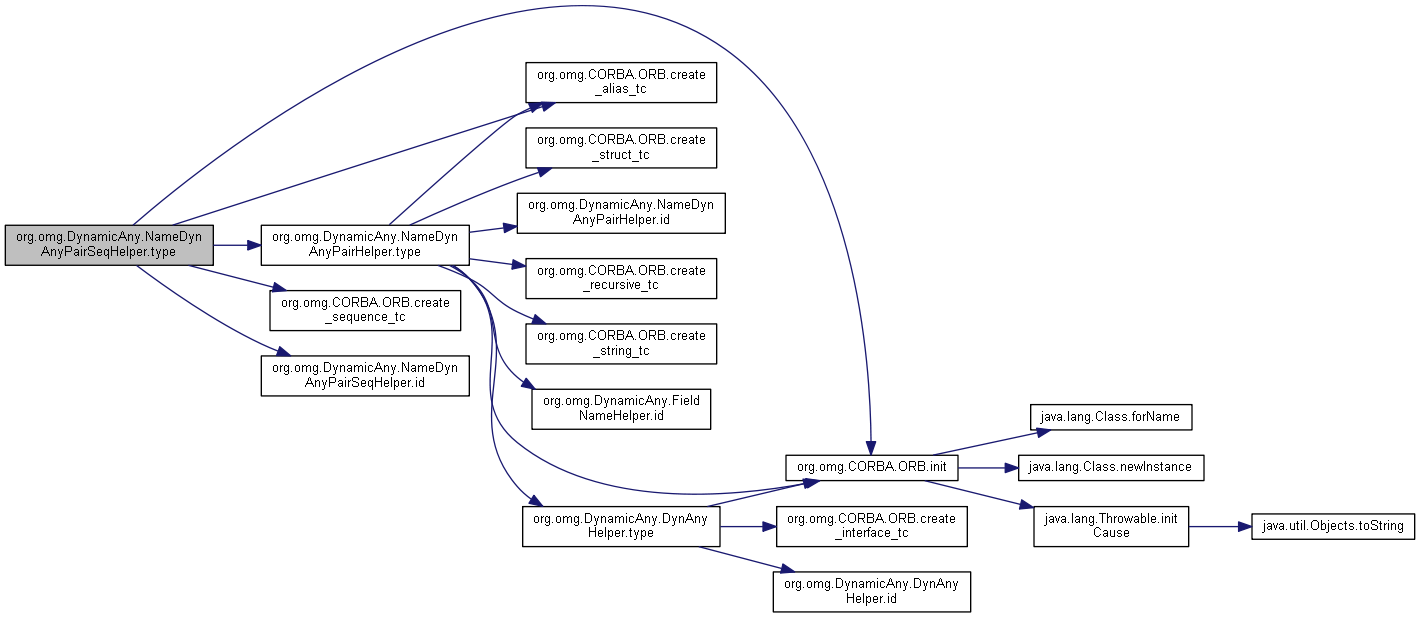 org.omg.DynamicAny.NameDyn
AnyPairSeqHelper.type
org.omg.DynamicAny.NameDyn
AnyPairHelper.type
org.omg.CORBA.ORB.create
_sequence_tc
org.omg.DynamicAny.NameDyn
AnyPairSeqHelper.id
org.omg.CORBA.ORB.create
_alias_tc
org.omg.CORBA.ORB.create
_struct_tc
org.omg.DynamicAny.NameDyn
AnyPairHelper.id
org.omg.CORBA.ORB.create
_recursive_tc
org.omg.CORBA.ORB.create
_string_tc
org.omg.DynamicAny.Field
NameHelper.id
org.omg.DynamicAny.DynAny
Helper.type
org.omg.CORBA.ORB.init
org.omg.CORBA.ORB.create
_interface_tc
org.omg.DynamicAny.DynAny
Helper.id
java.lang.Class.forName
java.lang.Class.newInstance
java.lang.Throwable.init
Cause
java.util.Objects.toString